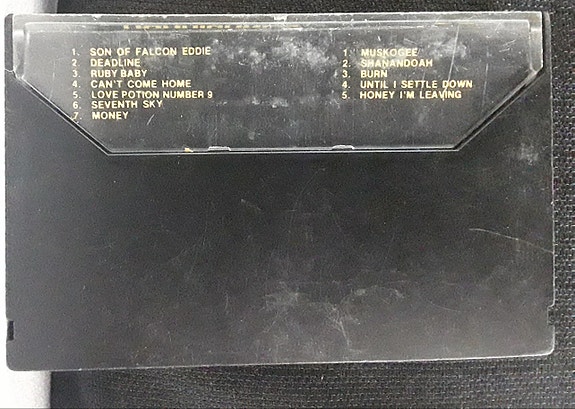 1. SON OF FALCON EDDIE
2. DEADLINE
3. RUBY BABY
4. CAN'T COME HOME
5. LOVE POTION NUMBER 9
6. SEVENTH SKY
7. MONEY
1. MUSKOGEE
2. SHANANDOAH
3. BURN
4. UNTIL I SETTLE DOWN
5. HONEY I'M LEAVING